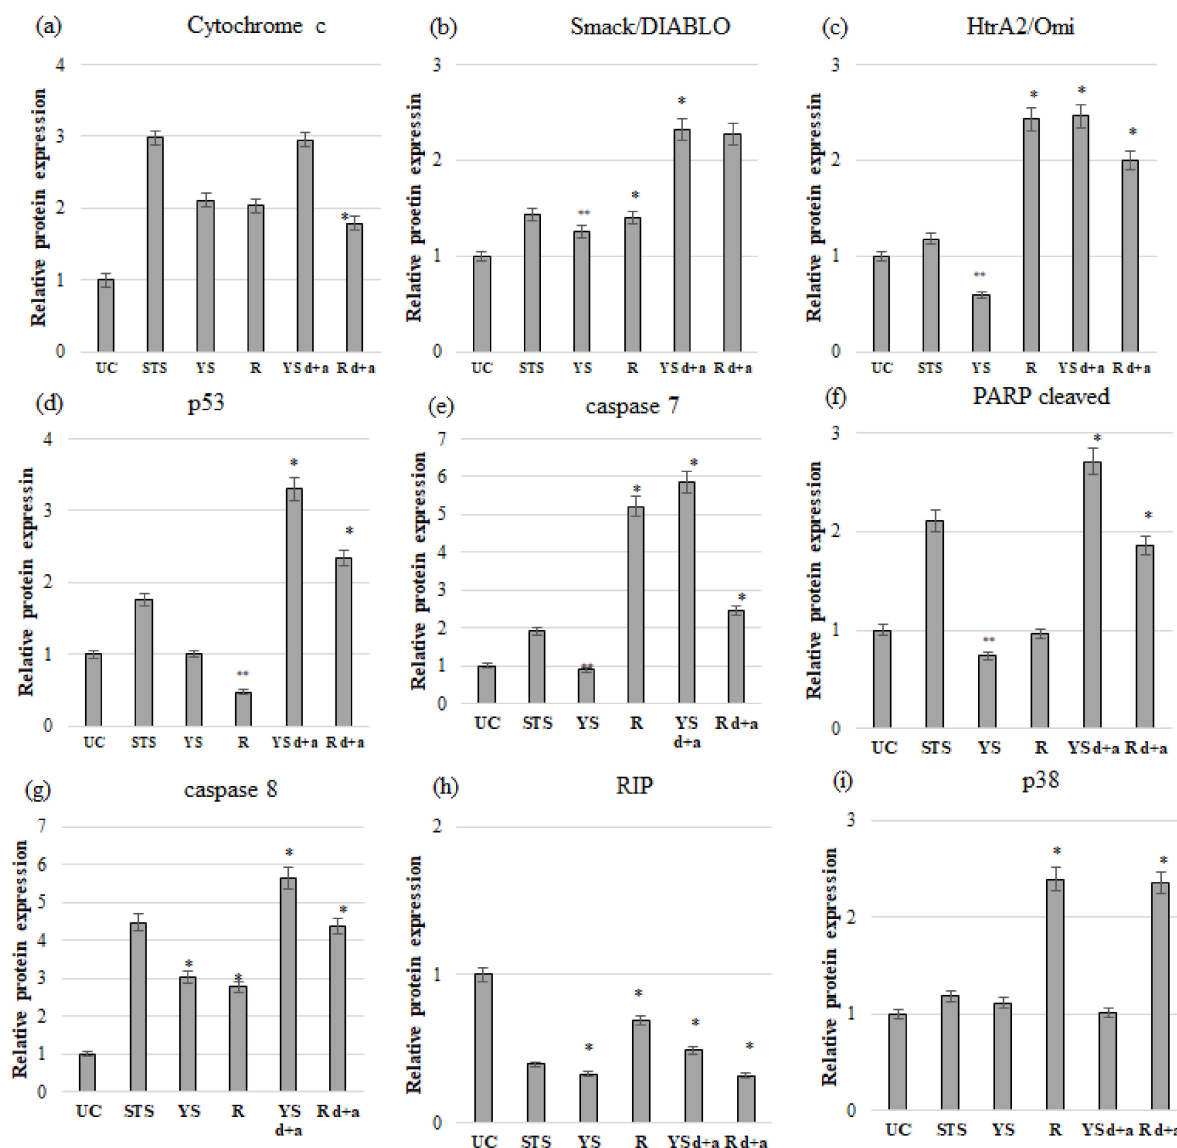 (a) Cytochrome c
Relative protein expression
4
3
2
1
0
*
UC STS YS R YS d+a R d+a
(b) Smack/DIABLO
Relative proetin expression
3
2
1
0
** * *
UC STS YS R YS d+a R d+a
(c) HtrA2/Omi
Relative protein expressin
3
2
1
0
** * * *
UC STS YS R YS d+a R d+a
(d) p53
Relative protein expressin
4
3
2
1
0
** * *
UC STS YS R YS d+a R d+a
(e) caspase 7
Relative protein expression
7
6
5
4
3
2
1
0
** * * *
UC STS YS R YS d+a R d+a
(f) PARP cleaved
Relative protein expression
3
2
1
0
** * *
UC STS YS R YS d+a R d+a
(g) caspase 8
Relative protein expression
7
6
5
4
3
2
1
0
* * * *
UC STS YS R YS d+a R d+a
(h) RIP
Relative protein expression
2
1
0
* * * *
UC STS YS R YS d+a R d+a
(i) p38
Relative protein expression
3
2
1
0
* *
UC STS YS R YS d+a R d+a